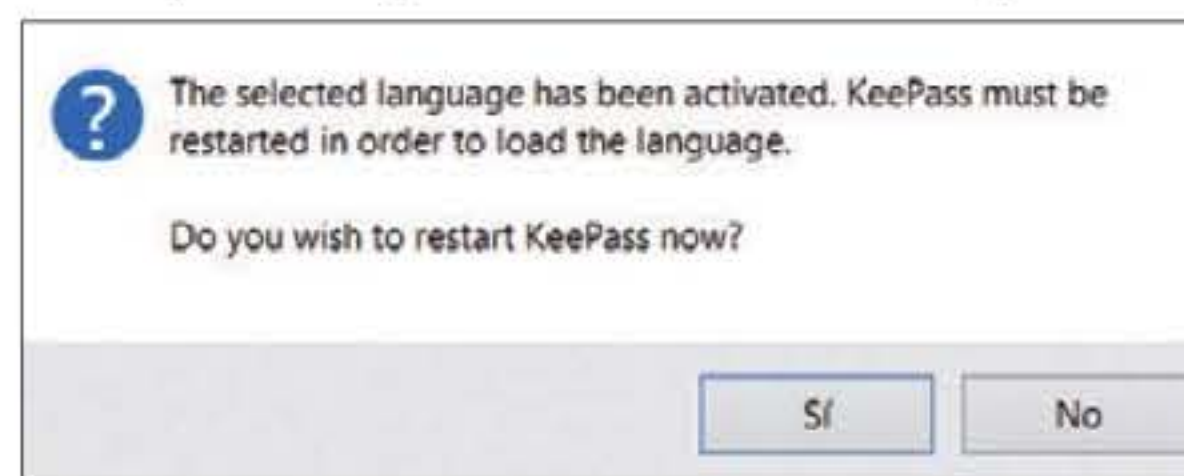 The selected language has been activated. KeePass must be
restarted in order to load the language.
Do you wish to restart KeePass now?
Sí
No